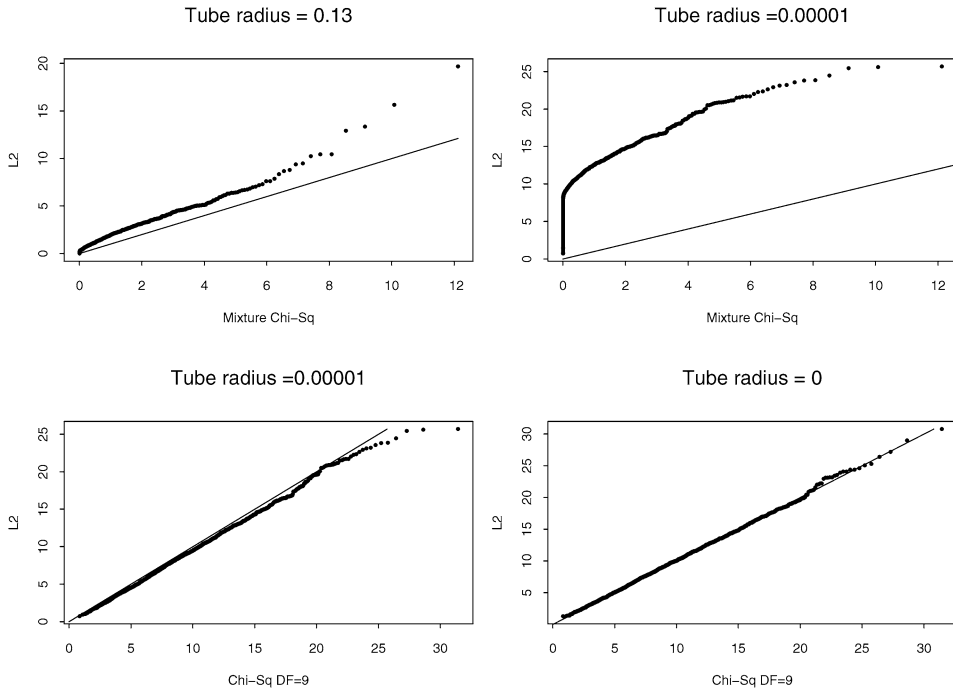 Tube radius = 0.13
L2
20
15
10
5
0
0 2 4 6 8 10 12
Mixture Chi−Sq
Tube radius =0.00001
L2
25
20
15
10
5
0
0 2 4 6 8 10 12
Mixture Chi−Sq
Tube radius =0.00001
L2
25
20
15
10
5
0
0 5 10 15 20 25 30
Chi−Sq DF=9
Tube radius = 0
L2
30
25
20
15
10
5
0
0 5 10 15 20 25 30
Chi−Sq DF=9